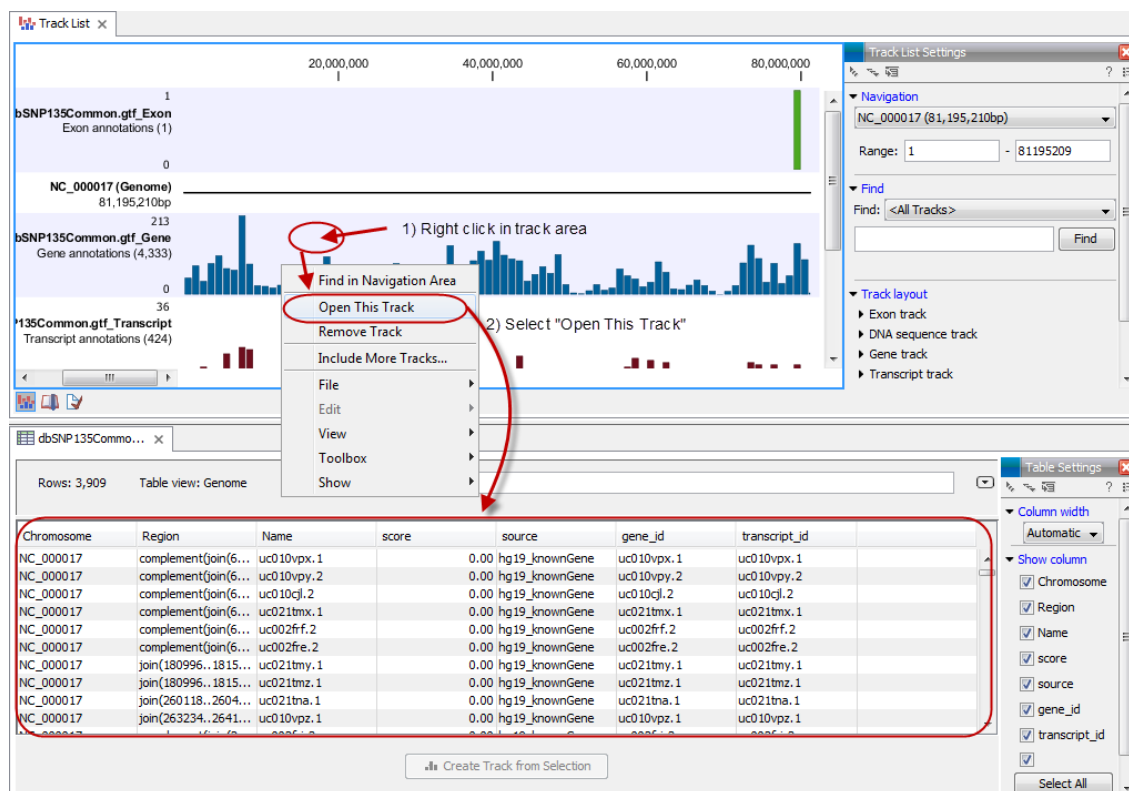 Track List
20,000,000 40,000,000 60,000,000 80,000,000
1
bSNP135Common.gtf_Exon
Exon annotations (1)
0
NC_000017 (Genome)
81,195,210bp
213
bSNP135Common.gtf_Gene
Gene annotations (4,333)
0
36
135Common.gtf_Transcript
Transcript annotations (424)
1) Right click in track area
Find in Navigation Area
Open This Track
2) Select "Open This Track"
Remove Track
Include More Tracks...
File
Edit
View
Toolbox
Show
Track List Settings
?
Navigation
NC_000017 (81,195,210bp)
Range: 1 - 81195209
Find
Find: <All Tracks>
Find
Track layout
Exon track
DNA sequence track
Gene track
Transcript track
dbSNP135Commo...
Rows: 3,909 Table view: Genome
Chromosome Region Name score source gene_id transcript_id
NC_000017 complement(join(6... uc010vpx.1 0.00 hg19_knownGene uc010vpx.1 uc010vpx.1
NC_000017 complement(join(6... uc010vpy.2 0.00 hg19_knownGene uc010vpy.2 uc010vpy.2
NC_000017 complement(join(6... uc010cjl.2 0.00 hg19_knownGene uc010cjl.2 uc010cjl.2
NC_000017 complement(join(6... uc021tmx.1 0.00 hg19_knownGene uc021tmx.1 uc021tmx.1
NC_000017 complement(join(6... uc002frf.2 0.00 hg19_knownGene uc002frf.2 uc002frf.2
NC_000017 complement(join(6... uc002fre.2 0.00 hg19_knownGene uc002fre.2 uc002fre.2
NC_000017 join(180996..1815... uc021tmy.1 0.00 hg19_knownGene uc021tmy.1 uc021tmy.1
NC_000017 join(180996..1815... uc021tmz.1 0.00 hg19_knownGene uc021tmz.1 uc021tmz.1
NC_000017 join(260118..2604... uc021tna.1 0.00 hg19_knownGene uc021tna.1 uc021tna.1
NC_000017 join(263234..2641... uc010vpz.1 0.00 hg19_knownGene uc010vpz.1 uc010vpz.1
Create Track from Selection
Table Settings
?
Column width
Automatic
Show column
Chromosome
Region
Name
score
source
gene_id
transcript_id
Select All